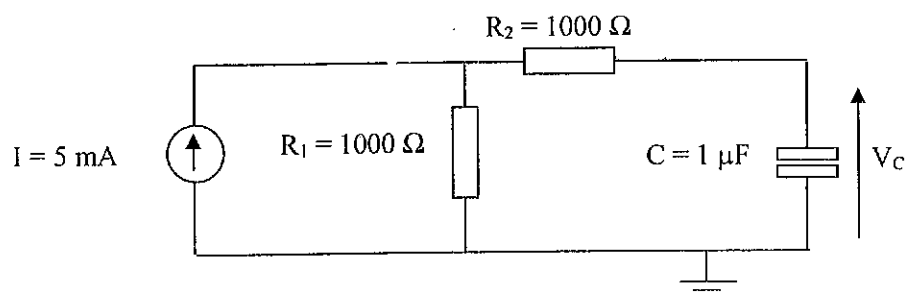 R₂ = 1000 Ω
I = 5 mA
R₁ = 1000 Ω
C = 1 μF
V_C